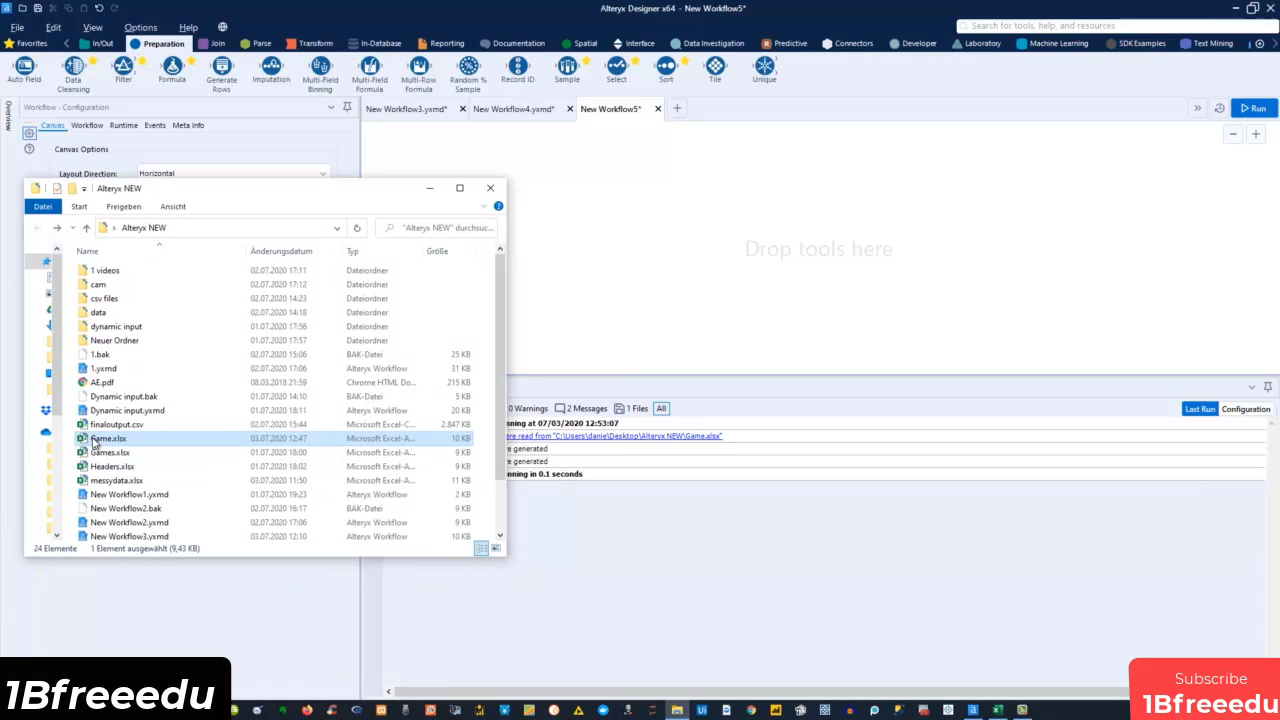 Alteryx Designer x64 - New Workflow5*
File Edit View Options Help
Search for tools, help, and resources
Favorites In/Out Preparation Join Parse Transform In-Database Reporting Documentation Spatial Interface Data Investigation Predictive Connectors Developer Laboratory Machine Learning SDK Examples Text Mining
Auto Field Data Cleansing Filter Formula Generate Rows Imputation Multi-Field Binning Multi-Field Formula Multi-Row Formula Random % Sample Record ID Sample Select Sort Tile Unique
Overview
Workflow - Configuration
New Workflow3.yxmd* New Workflow4.yxmd* New Workflow5* Run
Canvas Workflow Runtime Events Meta Info
Canvas Options
Layout Direction: Horizontal
Drop tools here
Alteryx NEW
Datei Start Freigeben Ansicht
Alteryx NEW "Alteryx NEW" durchsuc...
Name Änderungsdatum Typ Größe
1 videos 02.07.2020 17:11 Dateiordner
cam 02.07.2020 17:12 Dateiordner
csv files 02.07.2020 14:23 Dateiordner
data 02.07.2020 14:18 Dateiordner
dynamic input 01.07.2020 17:56 Dateiordner
Neuer Ordner 01.07.2020 17:57 Dateiordner
1.bak 02.07.2020 15:06 BAK-Datei 25 KB
1.yxmd 02.07.2020 17:06 Alteryx Workflow 31 KB
AE.pdf 08.03.2018 21:59 Chrome HTML Do... 215 KB
Dynamic input.bak 01.07.2020 14:10 BAK-Datei 5 KB
Dynamic input.yxmd 01.07.2020 18:11 Alteryx Workflow 20 KB
finaloutput.csv 02.07.2020 15:44 Microsoft Excel-C... 2.847 KB
Game.xlsx 03.07.2020 12:47 Microsoft Excel-A... 10 KB
Games.xlsx 01.07.2020 18:00 Microsoft Excel-A... 9 KB
Headers.xlsx 01.07.2020 18:02 Microsoft Excel-A... 9 KB
messydata.xlsx 03.07.2020 11:50 Microsoft Excel-A... 11 KB
New Workflow1.yxmd 01.07.2020 19:23 Alteryx Workflow 2 KB
New Workflow2.bak 02.07.2020 16:17 BAK-Datei 9 KB
New Workflow2.yxmd 02.07.2020 17:06 Alteryx Workflow 9 KB
New Workflow3.yxmd 03.07.2020 12:10 Alteryx Workflow 10 KB
24 Elemente 1 Element ausgewählt (9,43 KB)
0 Warnings 2 Messages 1 Files All Last Run Configuration
nning at 07/03/2020 12:53:07
ere read from "C:\Users\danie\Desktop\Alteryx NEW\Game.xlsx"
re generated
re generated
nning in 0.1 seconds
1Bfreeedu
Subscribe
1Bfreeedu